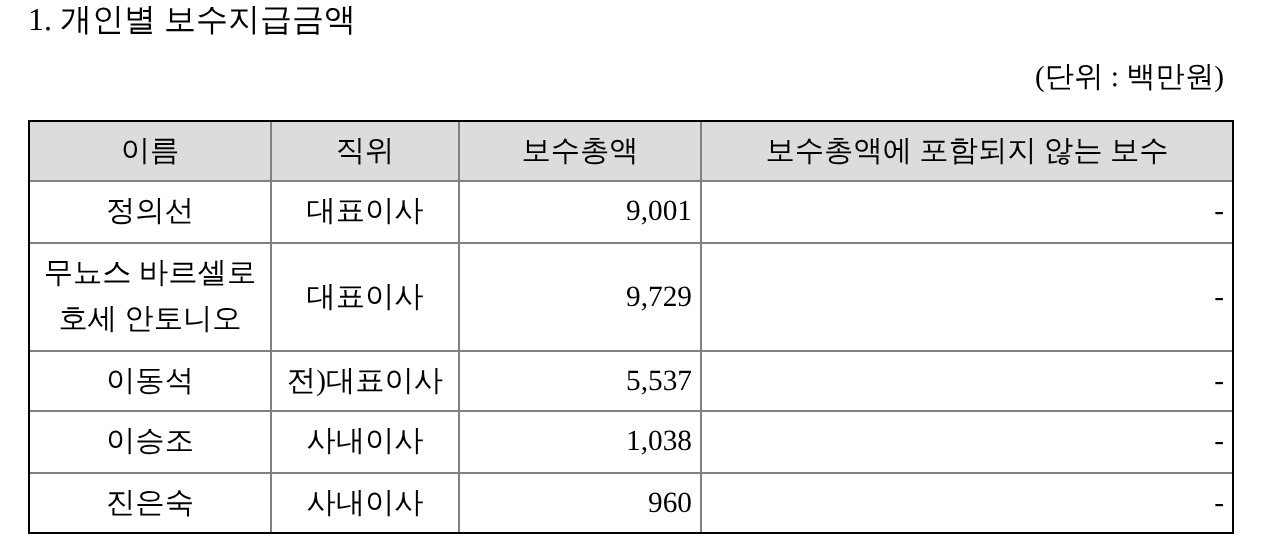 1. 개인별 보수지급금액
(단위 : 백만원)
이름 직위 보수총액 보수총액에 포함되지 않는 보수
정의선 대표이사 9,001 -
무뇨스 바르셀로
호세 안토니오 대표이사 9,729 -
이동석 전)대표이사 5,537 -
이승조 사내이사 1,038 -
진은숙 사내이사 960 -